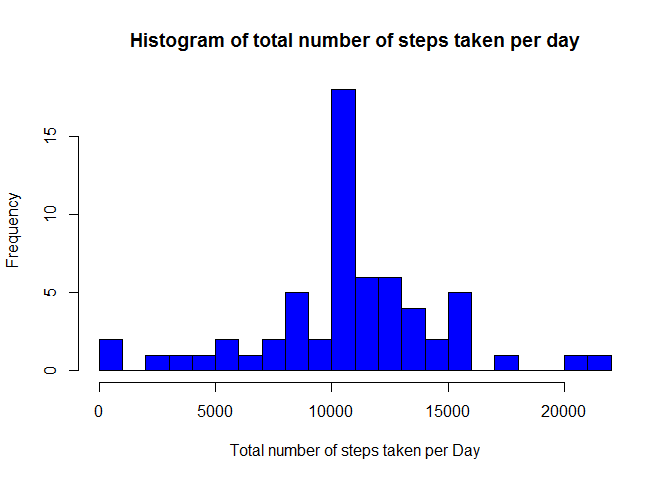 Histogram of total number of steps taken per day
Frequency
15
10
5
0
0 5000 10000 15000 20000
Total number of steps taken per Day